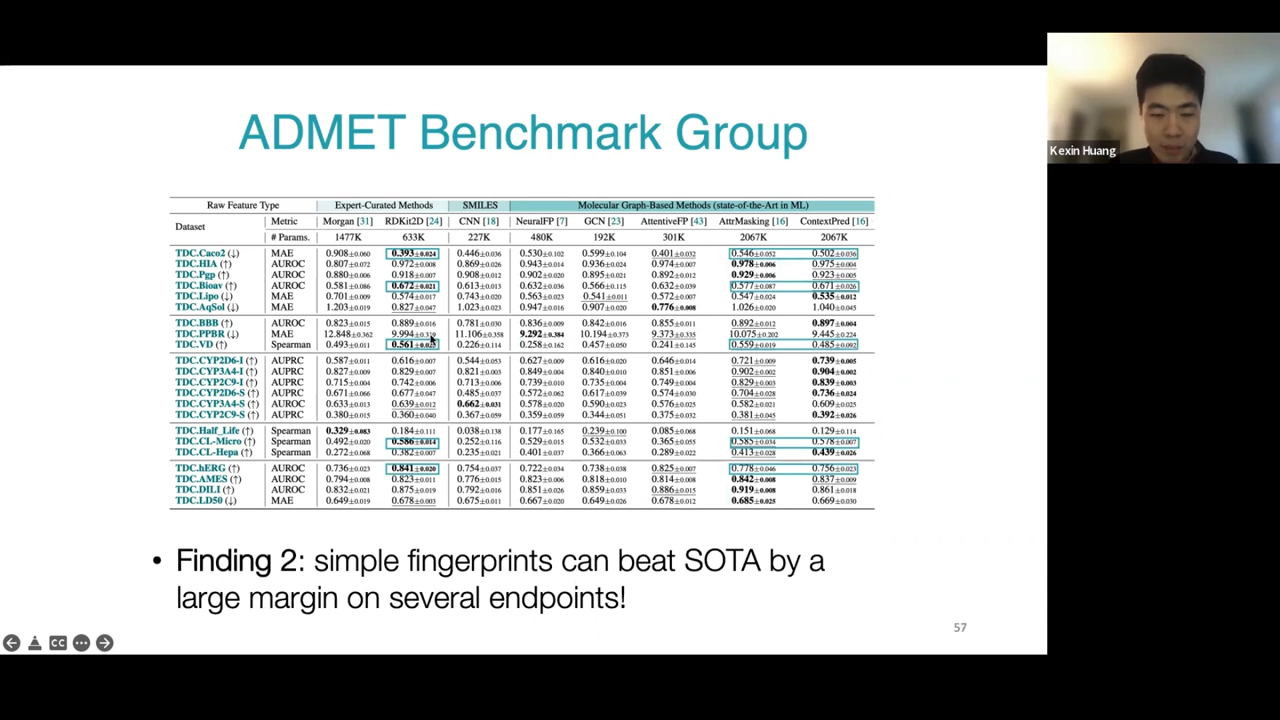 ADMET Benchmark Group
Kexin Huang
Raw Feature Type Expert-Curated Methods SMILES Molecular Graph-Based Methods (state-of-the-Art in ML)
Dataset Metric Morgan [31] RDKit2D [24] CNN [18] NeuralFP [7] GCN [23] AttentiveFP [43] AttrMasking [16] ContextPred [16]
# Params. 1477K 633K 227K 480K 192K 301K 2067K 2067K
TDC.Caco2 (↓) MAE 0.908±0.060 0.393±0.024 0.446±0.036 0.530±0.102 0.599±0.104 0.401±0.032 0.546±0.052 0.502±0.036
TDC.HIA (↑) AUROC 0.807±0.072 0.972±0.008 0.869±0.026 0.943±0.014 0.936±0.024 0.974±0.007 0.978±0.006 0.975±0.004
TDC.Pgp (↑) AUROC 0.880±0.006 0.918±0.007 0.908±0.012 0.902±0.020 0.895±0.021 0.892±0.012 0.929±0.006 0.923±0.005
TDC.Bioav (↑) AUROC 0.581±0.086 0.672±0.021 0.613±0.013 0.632±0.036 0.566±0.115 0.632±0.039 0.577±0.087 0.671±0.026
TDC.Lipo (↓) MAE 0.701±0.009 0.574±0.017 0.743±0.020 0.563±0.023 0.541±0.011 0.572±0.007 0.547±0.024 0.535±0.012
TDC.AqSol (↓) MAE 1.203±0.019 0.827±0.047 1.023±0.023 0.947±0.016 0.907±0.020 0.776±0.008 1.026±0.020 1.040±0.045
TDC.BBB (↑) AUROC 0.823±0.015 0.889±0.016 0.781±0.030 0.836±0.009 0.842±0.016 0.855±0.011 0.892±0.012 0.897±0.004
TDC.PPBR (↓) MAE 12.848±0.362 9.994±0.319 11.106±0.358 9.292±0.384 10.194±0.373 9.373±0.335 10.075±0.202 9.445±0.224
TDC.VD (↑) Spearman 0.493±0.011 0.561±0.025 0.226±0.114 0.258±0.162 0.457±0.050 0.241±0.145 0.559±0.019 0.485±0.092
TDC.CYP2D6-I (↑) AUPRC 0.587±0.011 0.616±0.007 0.544±0.053 0.627±0.009 0.616±0.020 0.646±0.014 0.721±0.009 0.739±0.005
TDC.CYP3A4-I (↑) AUPRC 0.827±0.009 0.829±0.007 0.821±0.003 0.849±0.004 0.840±0.010 0.851±0.006 0.902±0.002 0.904±0.002
TDC.CYP2C9-I (↑) AUPRC 0.715±0.004 0.742±0.006 0.713±0.006 0.739±0.010 0.735±0.004 0.749±0.004 0.829±0.003 0.839±0.003
TDC.CYP2D6-S (↑) AUPRC 0.671±0.066 0.677±0.047 0.485±0.037 0.572±0.062 0.617±0.039 0.574±0.030 0.704±0.028 0.736±0.024
TDC.CYP3A4-S (↑) AUROC 0.633±0.013 0.639±0.012 0.662±0.031 0.578±0.020 0.590±0.023 0.576±0.025 0.582±0.021 0.609±0.025
TDC.CYP2C9-S (↑) AUPRC 0.380±0.015 0.360±0.040 0.367±0.059 0.359±0.059 0.344±0.051 0.375±0.032 0.381±0.045 0.392±0.026
TDC.Half_Life (↑) Spearman 0.329±0.083 0.184±0.111 0.038±0.138 0.177±0.165 0.239±0.100 0.085±0.068 0.151±0.068 0.129±0.114
TDC.CL-Micro (↑) Spearman 0.492±0.020 0.586±0.014 0.252±0.116 0.529±0.015 0.532±0.033 0.365±0.055 0.585±0.034 0.578±0.007
TDC.CL-Hepa (↑) Spearman 0.272±0.068 0.382±0.007 0.235±0.021 0.401±0.037 0.366±0.063 0.289±0.022 0.413±0.028 0.439±0.026
TDC.hERG (↑) AUROC 0.736±0.023 0.841±0.020 0.754±0.037 0.722±0.034 0.738±0.038 0.825±0.007 0.778±0.046 0.756±0.023
TDC.AMES (↑) AUROC 0.794±0.008 0.823±0.011 0.776±0.015 0.823±0.006 0.818±0.010 0.814±0.008 0.842±0.008 0.837±0.009
TDC.DILI (↑) AUROC 0.832±0.021 0.875±0.019 0.792±0.016 0.851±0.026 0.859±0.033 0.886±0.015 0.919±0.008 0.861±0.018
TDC.LD50 (↓) MAE 0.649±0.019 0.678±0.003 0.675±0.011 0.667±0.020 0.649±0.026 0.678±0.012 0.685±0.025 0.669±0.030
• Finding 2: simple fingerprints can beat SOTA by a
large margin on several endpoints!
57
CC